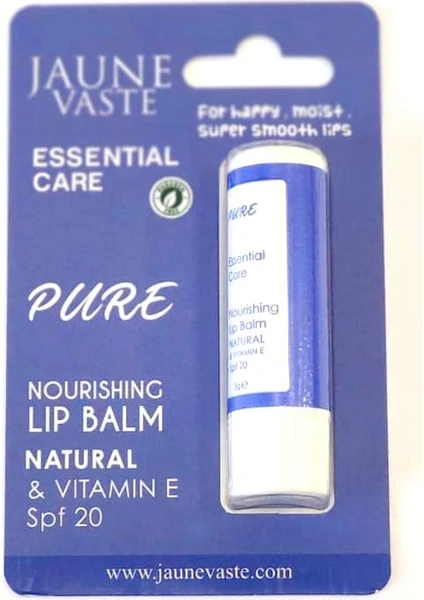 JAUNE
VASTE
For happy . moist .
super smooth lips
ESSENTIAL
CARE
PURE
NOURISHING
LIP BALM
NATURAL
& VITAMIN E
Spf 20
PURE
Essential
Care
Nourishing
Lip Balm
NATURAL
& VITAMIN E
Spf 20
5g e
www.jaunevaste.com